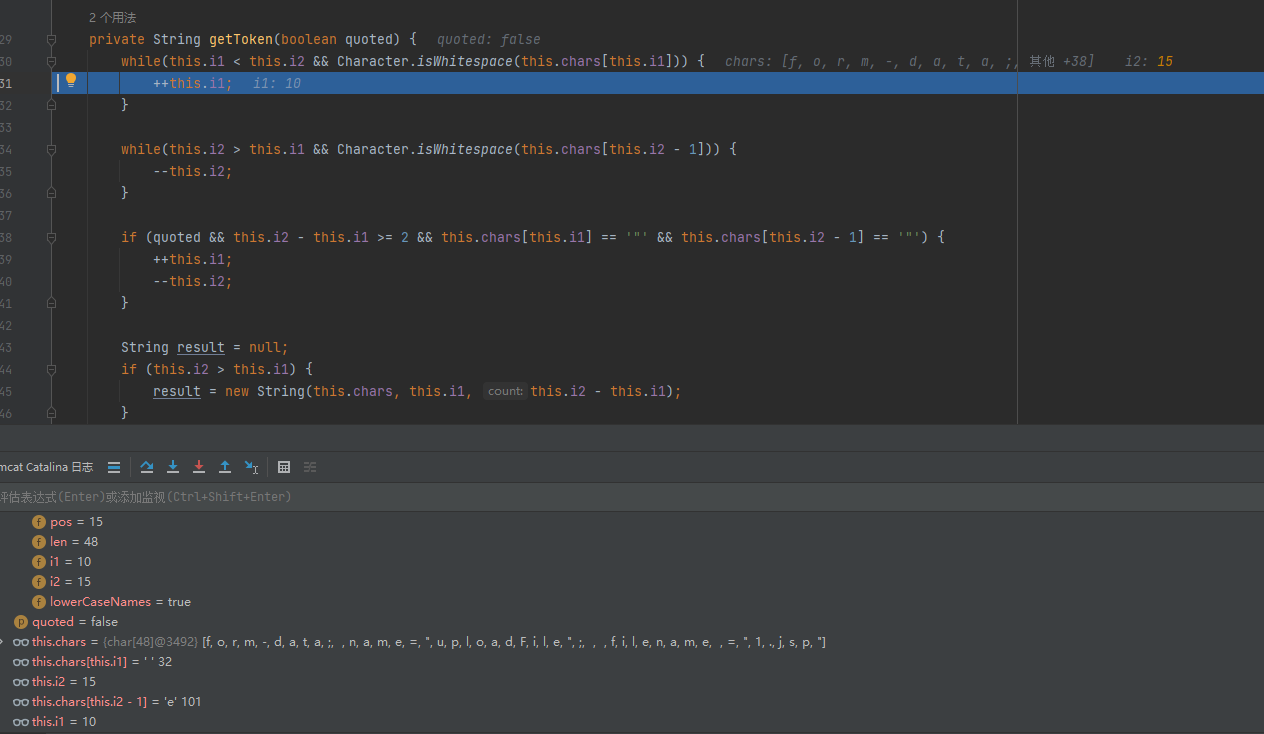 2 个用法
29 private String getToken(boolean quoted) { quoted: false
30 while(this.i1 < this.i2 && Character.isWhitespace(this.chars[this.i1])) { chars: [f, o, r, m, -, d, a, t, a, ;, 其他 +38] i2: 15
31 ++this.i1; i1: 10
32 }
33
34 while(this.i2 > this.i1 && Character.isWhitespace(this.chars[this.i2 - 1])) {
35 --this.i2;
36 }
37
38 if (quoted && this.i2 - this.i1 >= 2 && this.chars[this.i1] == '"' && this.chars[this.i2 - 1] == '"') {
39 ++this.i1;
40 --this.i2;
41 }
42
43 String result = null;
44 if (this.i2 > this.i1) {
45 result = new String(this.chars, this.i1, count: this.i2 - this.i1);
46 }
mcat Catalina 日志
评估表达式(Enter)或添加监视(Ctrl+Shift+Enter)
f pos = 15
f len = 48
f i1 = 10
f i2 = 15
f lowerCaseNames = true
p quoted = false
this.chars = {char[48]@3492} [f, o, r, m, -, d, a, t, a, ;,  , n, a, m, e, =, ", u, p, l, o, a, d, F, i, l, e, ", ;,  ,  , f, i, l, e, n, a, m, e,  , =, ", 1, ., j, s, p, "]
this.chars[this.i1] = ' ' 32
this.i2 = 15
this.chars[this.i2 - 1] = 'e' 101
this.i1 = 10